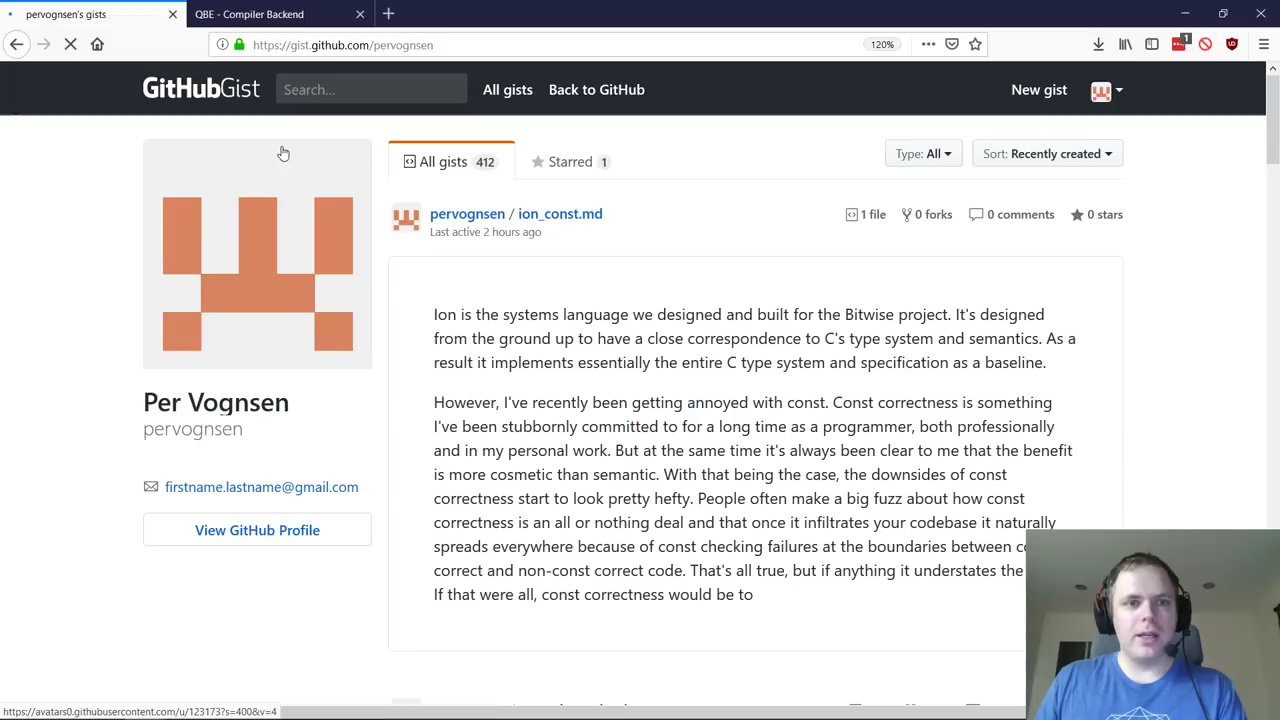 pervognsen's gists
QBE - Compiler Backend
https://gist.github.com/pervognsen
120%
1
GitHubGist
Search...
All gists
Back to GitHub
New gist
All gists 412
Starred 1
Type: All
Sort: Recently created
pervognsen / ion_const.md
1 file
0 forks
0 comments
0 stars
Last active 2 hours ago
Ion is the systems language we designed and built for the Bitwise project. It's designed
from the ground up to have a close correspondence to C's type system and semantics. As a
result it implements essentially the entire C type system and specification as a baseline.
However, I've recently been getting annoyed with const. Const correctness is something
I've been stubbornly committed to for a long time as a programmer, both professionally
and in my personal work. But at the same time it's always been clear to me that the benefit
is more cosmetic than semantic. With that being the case, the downsides of const
correctness start to look pretty hefty. People often make a big fuzz about how const
correctness is an all or nothing deal and that once it infiltrates your codebase it naturally
spreads everywhere because of const checking failures at the boundaries between
correct and non-const correct code. That's all true, but if anything it understates the
If that were all, const correctness would be to
Per Vognsen
pervognsen
firstname.lastname@gmail.com
View GitHub Profile
https://avatars0.githubusercontent.com/u/123173?s=400&v=4